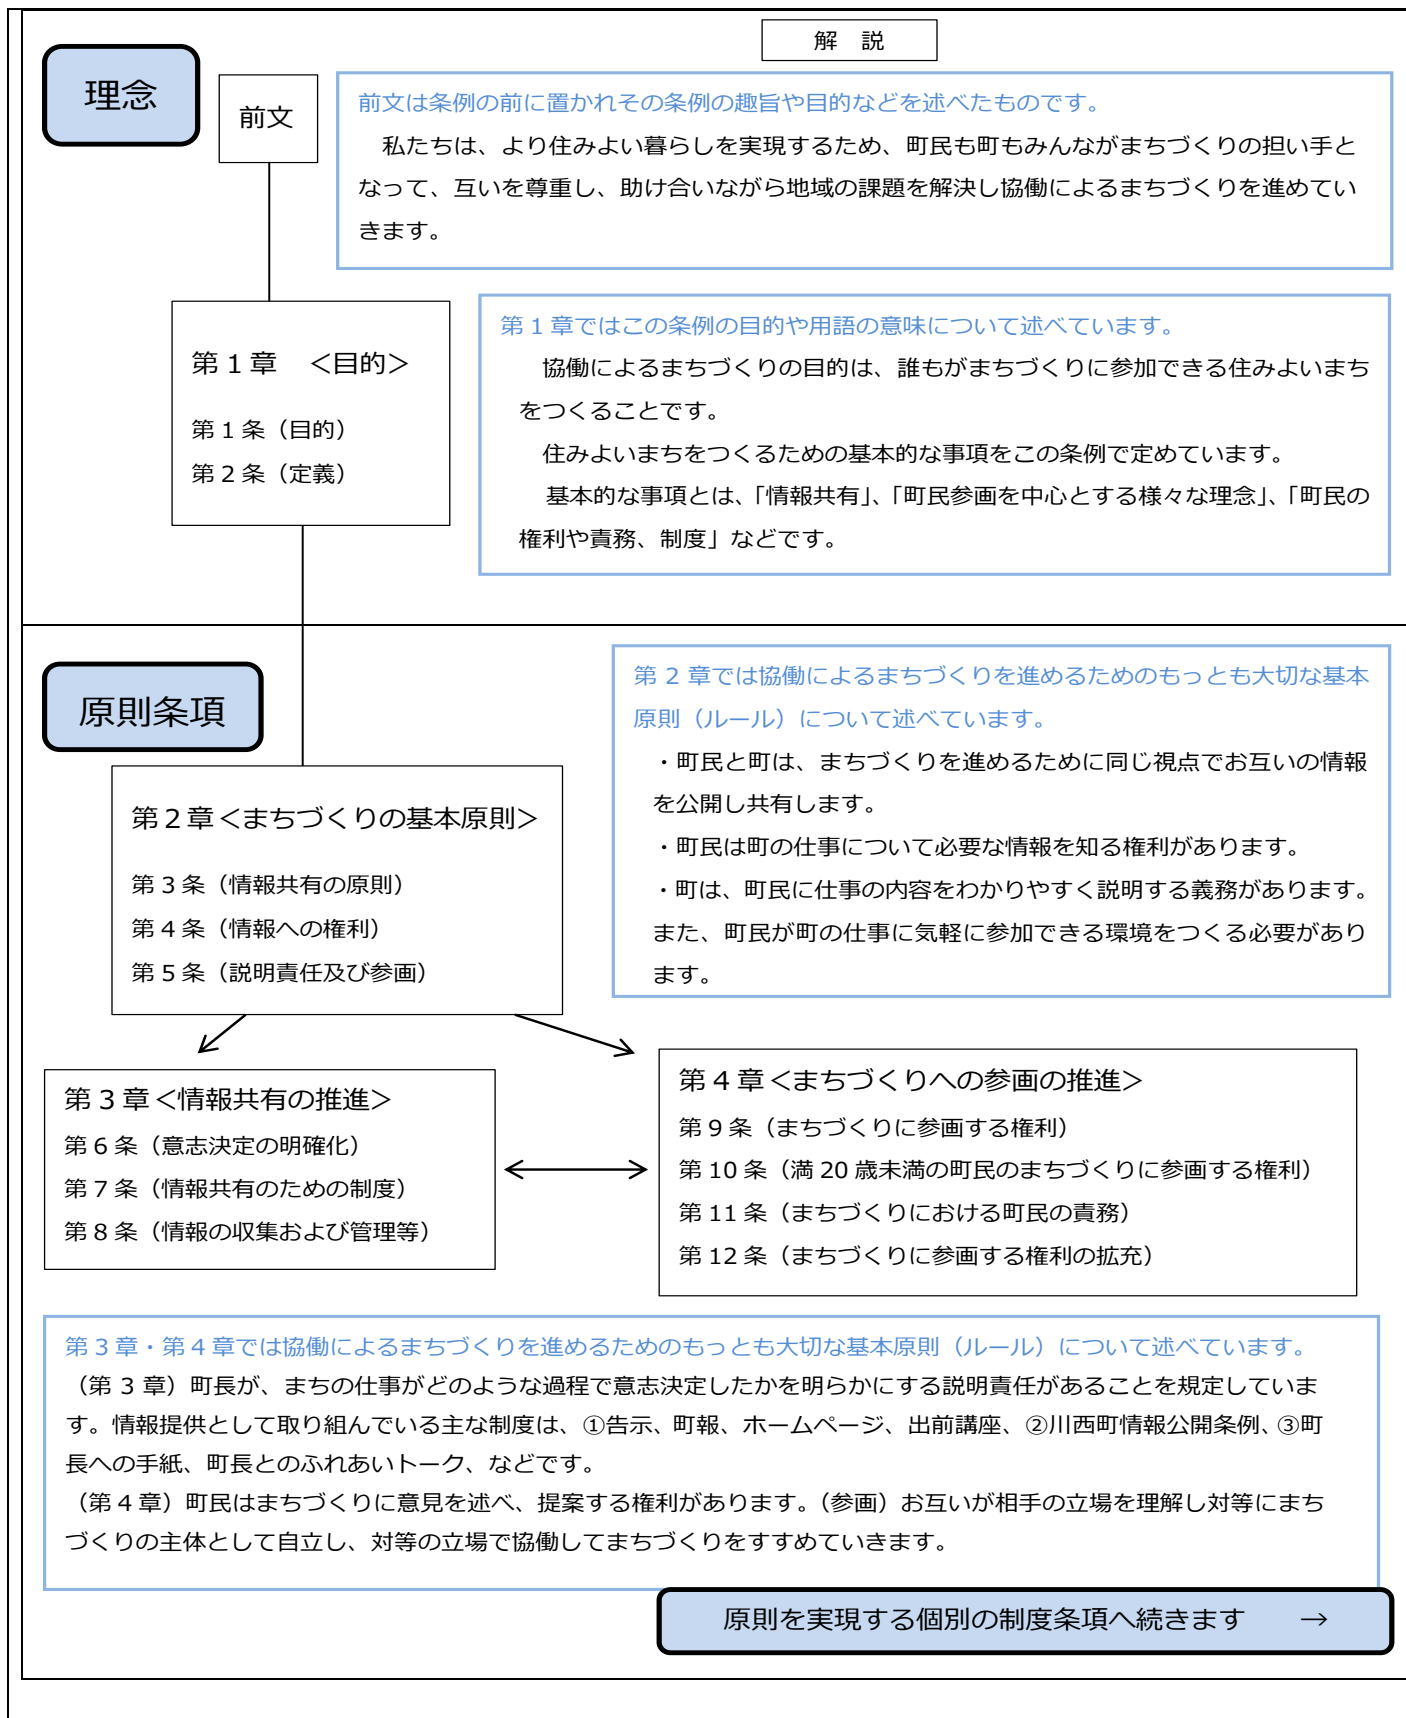 解　説
理念
前文
前文は条例の前に置かれその条例の趣旨や目的などを述べたものです。
私たちは、より住みよい暮らしを実現するため、町民も町もみんながまちづくりの担い手と
なって、互いを尊重し、助け合いながら地域の課題を解決し協働によるまちづくりを進めてい
きます。
第１章　＜目的＞
第１条（目的）
第２条（定義）
第１章ではこの条例の目的や用語の意味について述べています。
協働によるまちづくりの目的は、誰もがまちづくりに参加できる住みよいまち
をつくることです。
住みよいまちをつくるための基本的な事項をこの条例で定めています。
基本的な事項とは、「情報共有」、「町民参画を中心とする様々な理念」、「町民の
権利や責務、制度」などです。
原則条項
第２章＜まちづくりの基本原則＞
第３条（情報共有の原則）
第４条（情報への権利）
第５条（説明責任及び参画）
第２章では協働によるまちづくりを進めるためのもっとも大切な基本
原則（ルール）について述べています。
・町民と町は、まちづくりを進めるために同じ視点でお互いの情報
を公開し共有します。
・町民は町の仕事について必要な情報を知る権利があります。
・町は、町民に仕事の内容をわかりやすく説明する義務があります。
また、町民が町の仕事に気軽に参加できる環境をつくる必要があり
ます。
第３章＜情報共有の推進＞
第６条（意志決定の明確化）
第７条（情報共有のための制度）
第８条（情報の収集および管理等）
第４章＜まちづくりへの参画の推進＞
第９条（まちづくりに参画する権利）
第10条（満20歳未満の町民のまちづくりに参画する権利）
第11条（まちづくりにおける町民の責務）
第12条（まちづくりに参画する権利の拡充）
第３章・第４章では協働によるまちづくりを進めるためのもっとも大切な基本原則（ルール）について述べています。
（第３章）町長が、まちの仕事がどのような過程で意志決定したかを明らかにする説明責任があることを規定していま
す。情報提供として取り組んでいる主な制度は、①告示、町報、ホームページ、出前講座、②川西町情報公開条例、③町
長への手紙、町長とのふれあいトーク、などです。
（第４章）町民はまちづくりに意見を述べ、提案する権利があります。（参画）お互いが相手の立場を理解し対等にまち
づくりの主体として自立し、対等の立場で協働してまちづくりをすすめていきます。
原則を実現する個別の制度条項へ続きます　→